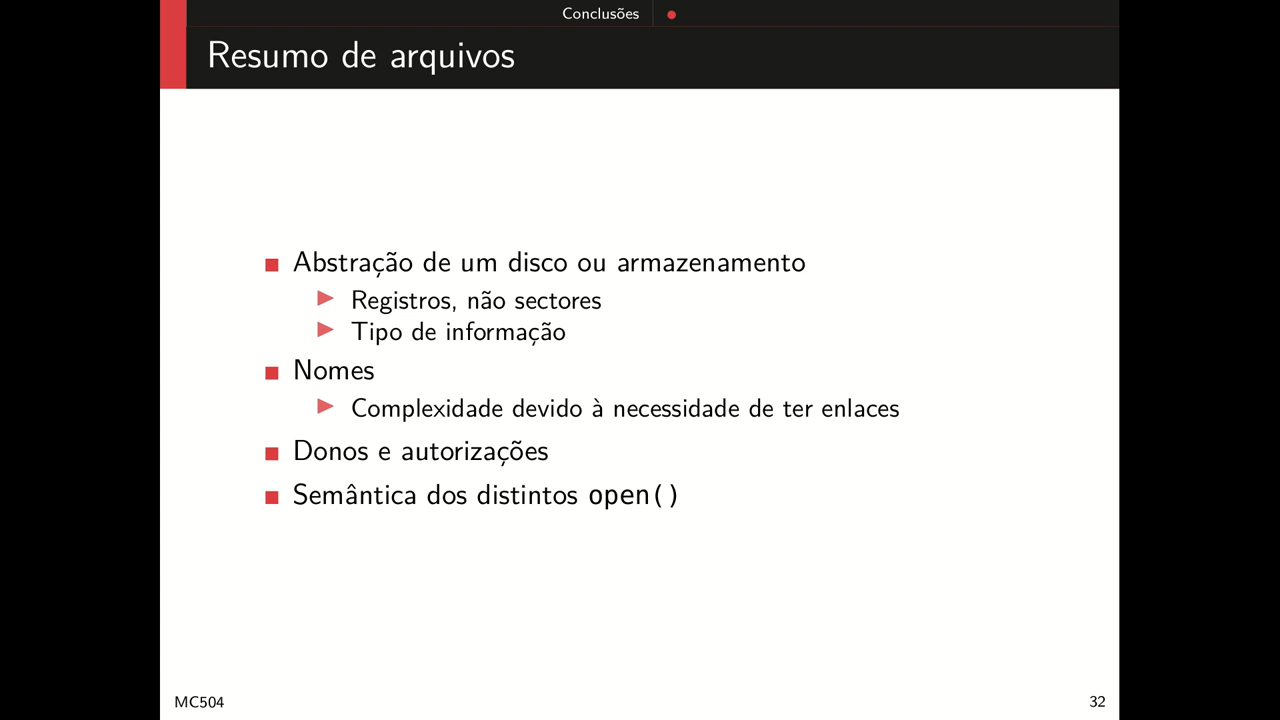 Conclusões
Resumo de arquivos
Abstração de um disco ou armazenamento
Registros, não sectores
Tipo de informação
Nomes
Complexidade devido à necessidade de ter enlaces
Donos e autorizações
Semântica dos distintos open()
MC504
32